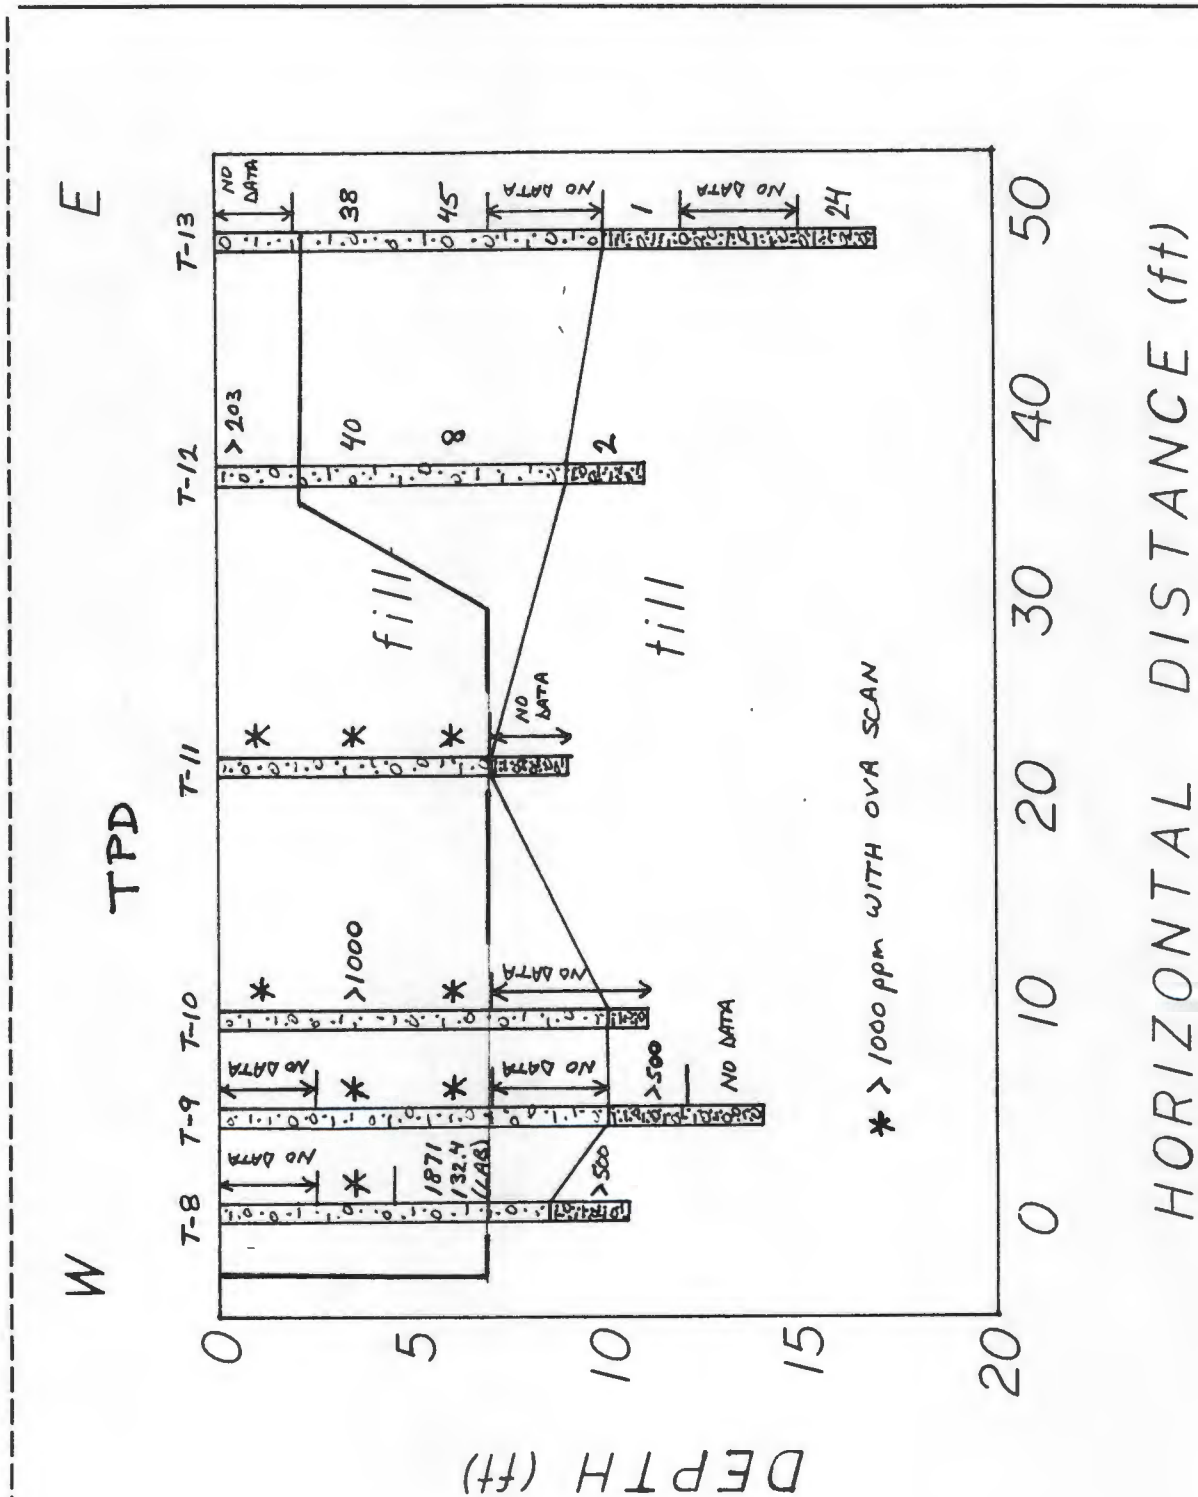 TPD
W
E
T-8
T-9
T-10
T-11
T-12
T-13
NO DATA
*
1871
132.4
(LAB)
>500
NO DATA
*
*
NO DATA
>500
NO DATA
*
>1000
*
NO DATA
*
*
*
NO
DATA
>203
40
8
2
NO
DATA
38
45
NO DATA
1
NO DATA
24
fill
till
* > 1000 ppm WITH OVA SCAN
0
5
10
15
20
DEPTH (ft)
0
10
20
30
40
50
HORIZONTAL DISTANCE (ft)